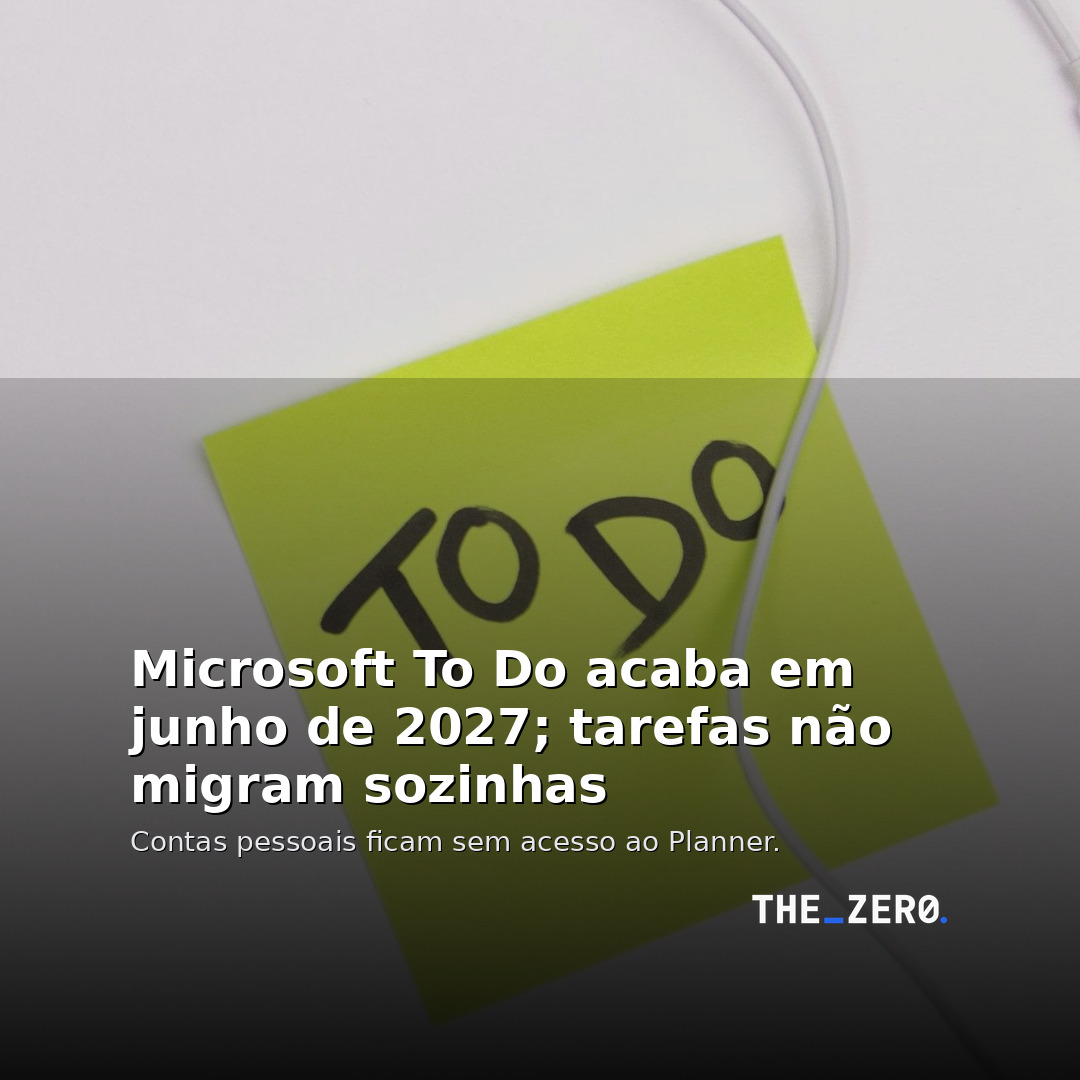 TO DO
Microsoft To Do acaba em
junho de 2027; tarefas não
migram sozinhas
Contas pessoais ficam sem acesso ao Planner.
THE_ZER0.